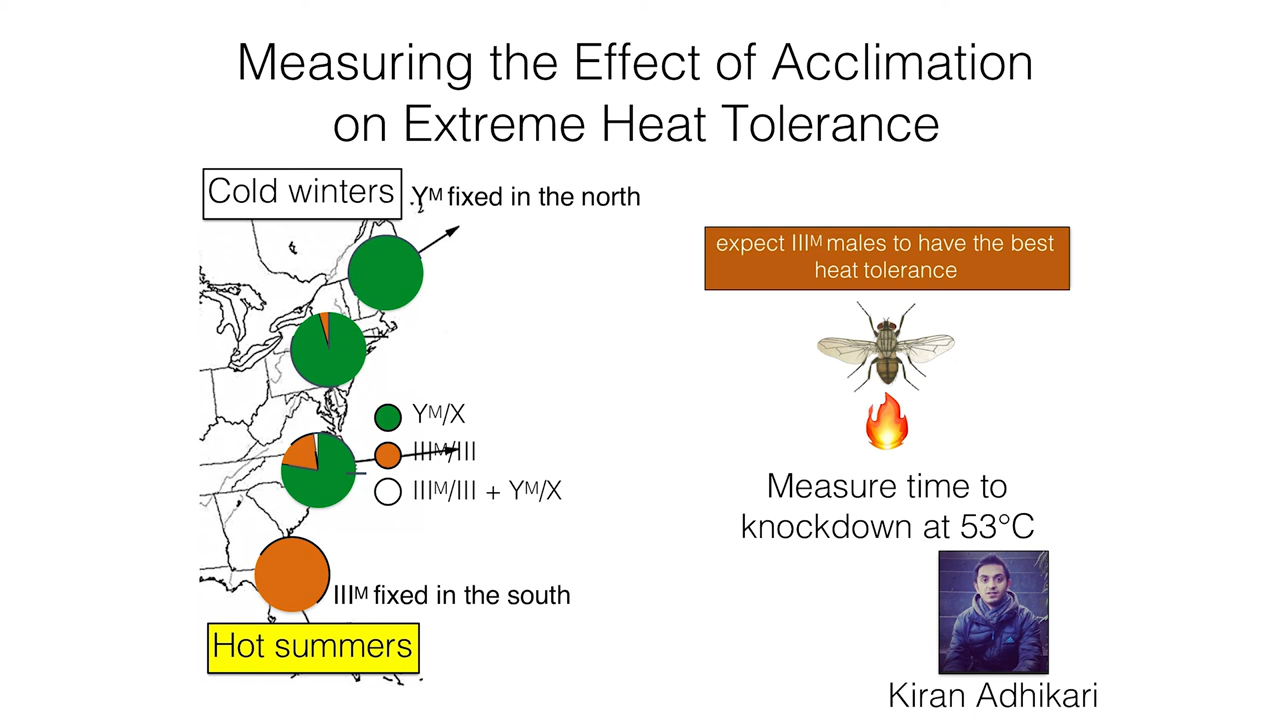 Measuring the Effect of Acclimation
on Extreme Heat Tolerance
Cold winters
Yᴹ fixed in the north
expect IIIᴹ males to have the best
heat tolerance
Yᴹ/X
IIIᴹ/III
IIIᴹ/III + Yᴹ/X
Measure time to
knockdown at 53°C
IIIᴹ fixed in the south
Hot summers
Kiran Adhikari